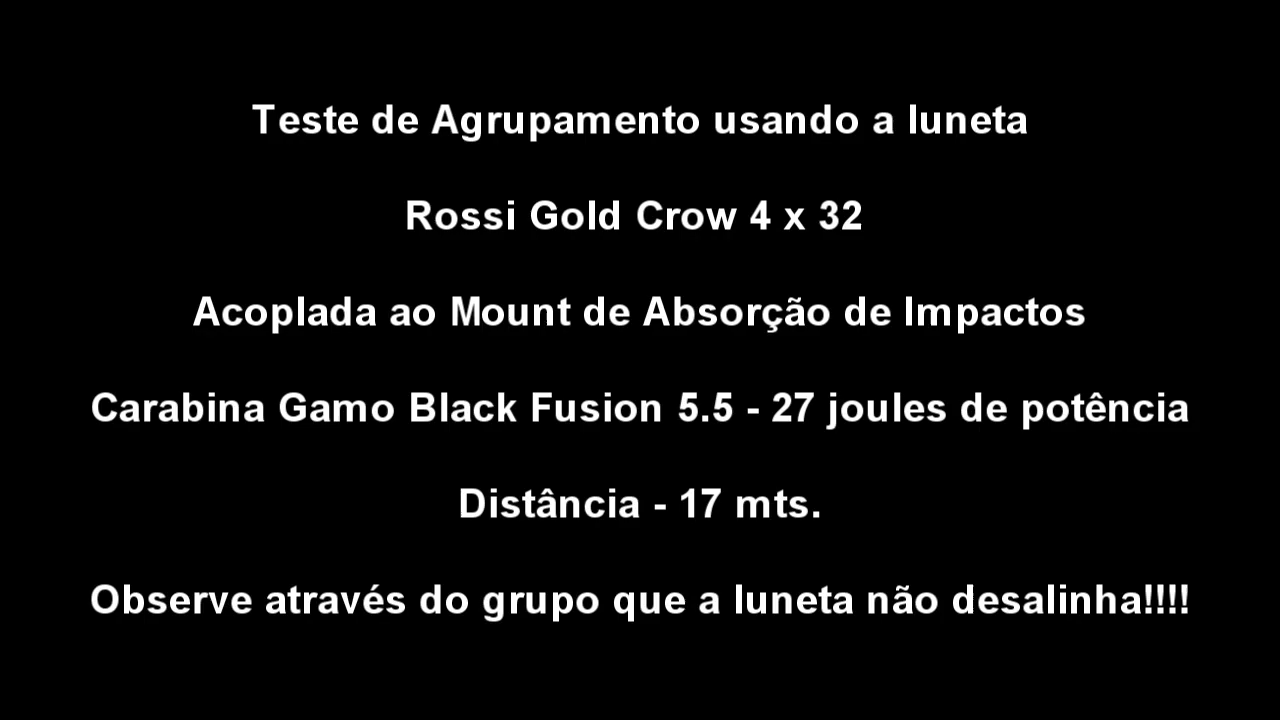 Teste de Agrupamento usando a luneta
Rossi Gold Crow 4 x 32
Acoplada ao Mount de Absorção de Impactos
Carabina Gamo Black Fusion 5.5 - 27 joules de potência
Distância - 17 mts.
Observe através do grupo que a luneta não desalinha!!!!